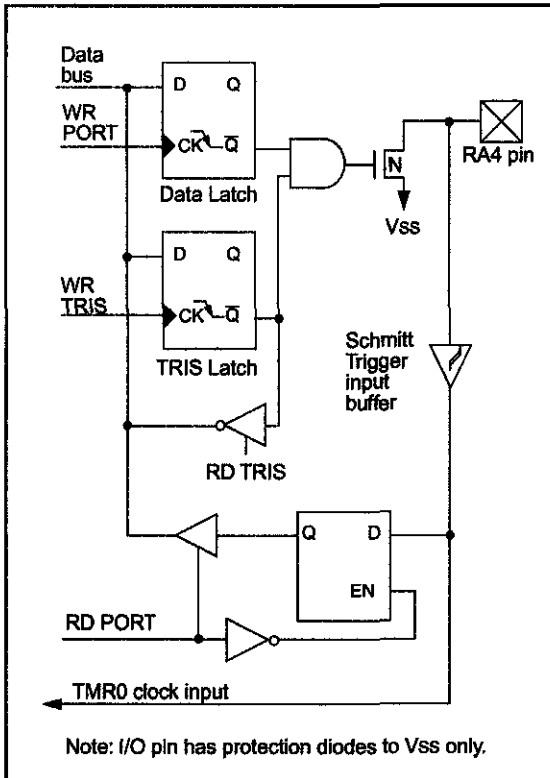 Data
bus
D Q
WR
PORT
CK Q
Data Latch
N
RA4 pin
Vss
D Q
WR
TRIS
CK Q
TRIS Latch
Schmitt
Trigger
input
buffer
RD TRIS
Q D
EN
RD PORT
TMR0 clock input
Note: I/O pin has protection diodes to Vss only.